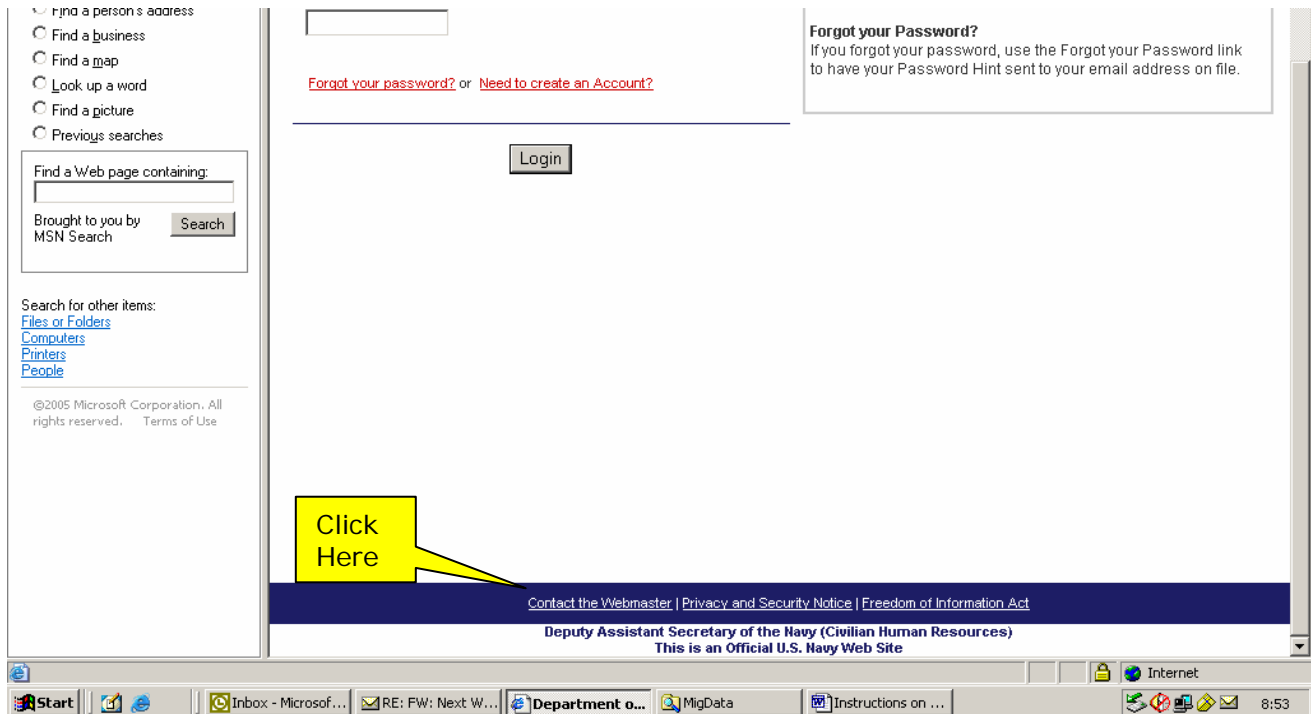 Find a person's address
Find a business
Find a map
Look up a word
Find a picture
Previous searches
Find a Web page containing:
Brought to you by
MSN Search
Search
Search for other items:
Files or Folders
Computers
Printers
People
©2005 Microsoft Corporation. All
rights reserved. Terms of Use
Forgot your password? or Need to create an Account?
Login
Forgot your Password?
If you forgot your password, use the Forgot your Password link
to have your Password Hint sent to your email address on file.
Click
Here
Contact the Webmaster | Privacy and Security Notice | Freedom of Information Act
Deputy Assistant Secretary of the Navy (Civilian Human Resources)
This is an Official U.S. Navy Web Site
Internet
Start
Inbox - Microsof...
RE: FW: Next W...
Department o...
MigData
Instructions on ...
8:53